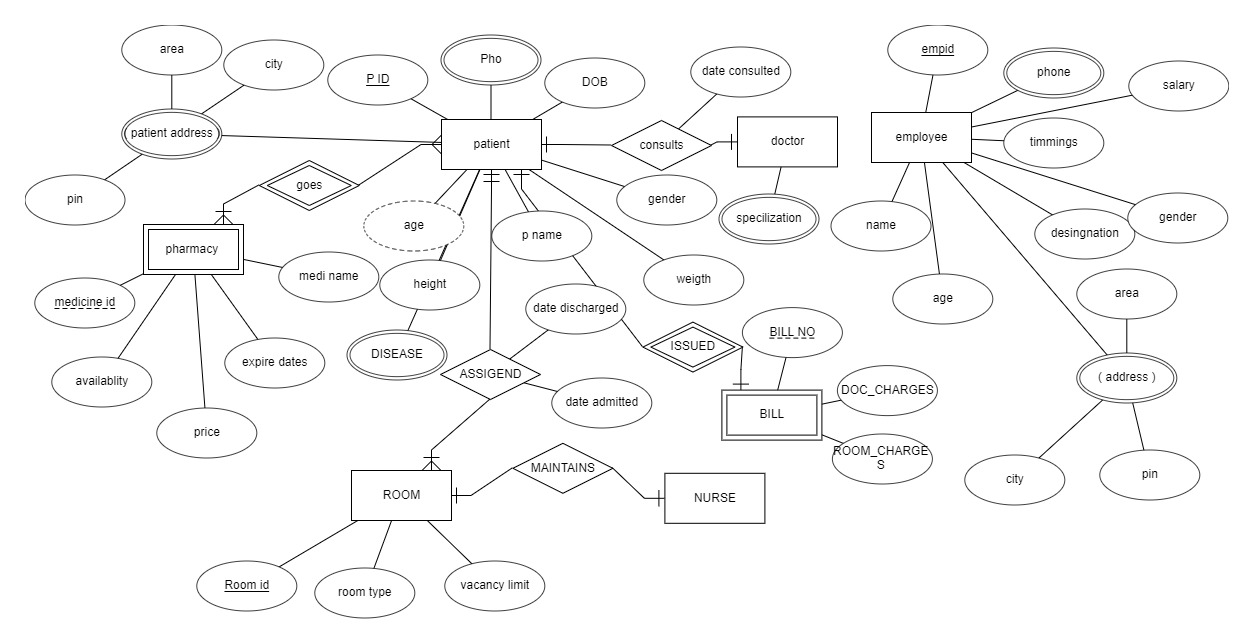 area
city
P ID
Pho
DOB
date consulted
empid
phone
salary
patient address
patient
consults
doctor
employee
timmings
pin
goes
age
p name
gender
specilization
name
desingnation
gender
pharmacy
medi name
height
weigth
age
area
medicine id
date discharged
BILL NO
DISEASE
ISSUED
expire dates
availablity
ASSIGEND
( address )
DOC_CHARGES
date admitted
BILL
price
ROOM_CHARGE
S
MAINTAINS
city
pin
ROOM
NURSE
Room id
room type
vacancy limit